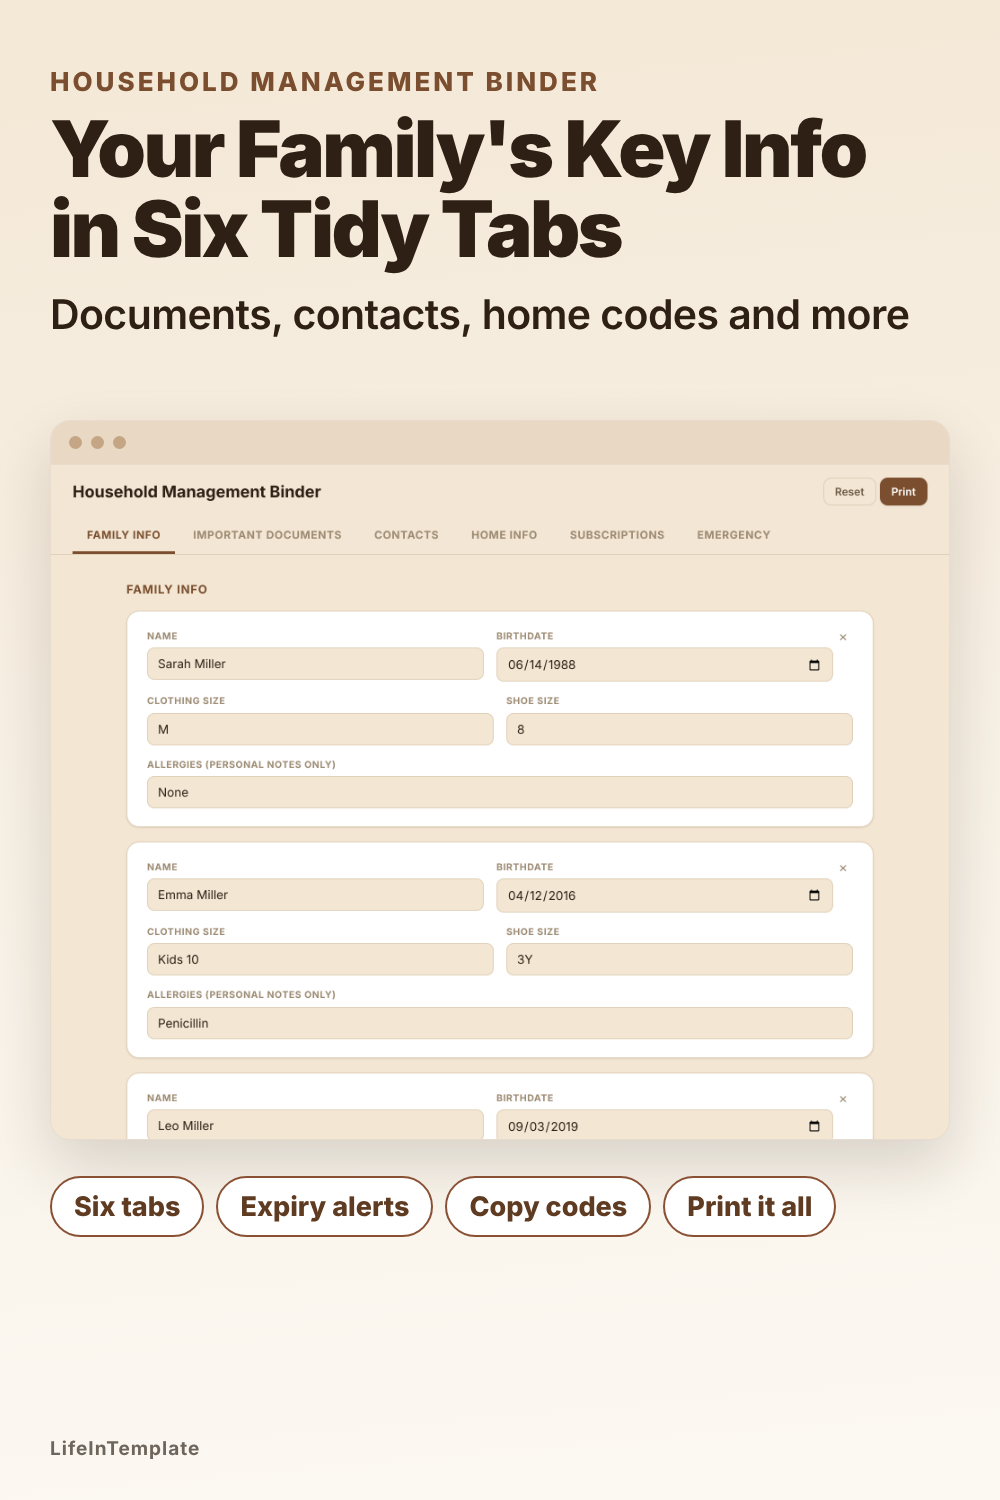 HOUSEHOLD MANAGEMENT BINDER
Your Family's Key Info
in Six Tidy Tabs
Documents, contacts, home codes and more
Household Management Binder
Reset
Print
FAMILY INFO
IMPORTANT DOCUMENTS
CONTACTS
HOME INFO
SUBSCRIPTIONS
EMERGENCY
FAMILY INFO
NAME
BIRTHDATE
×
Sarah Miller
06/14/1988
CLOTHING SIZE
SHOE SIZE
M
8
ALLERGIES (PERSONAL NOTES ONLY)
None
NAME
BIRTHDATE
×
Emma Miller
04/12/2016
CLOTHING SIZE
SHOE SIZE
Kids 10
3Y
ALLERGIES (PERSONAL NOTES ONLY)
Penicillin
NAME
BIRTHDATE
×
Leo Miller
09/03/2019
Six tabs
Expiry alerts
Copy codes
Print it all
LifeInTemplate